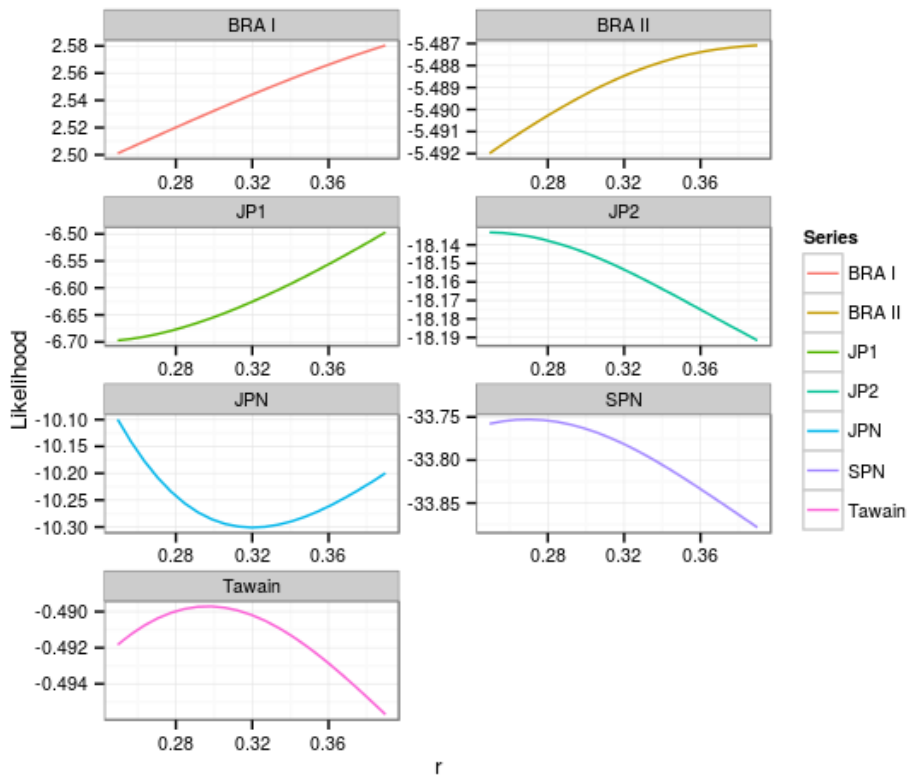 BRA I
2.58
2.56
2.54
2.52
2.50
0.28 0.32 0.36
BRA II
-5.487
-5.488
-5.489
-5.490
-5.491
-5.492
0.28 0.32 0.36
JP1
-6.50
-6.55
-6.60
-6.65
-6.70
0.28 0.32 0.36
JP2
-18.14
-18.15
-18.16
-18.17
-18.18
-18.19
0.28 0.32 0.36
JPN
-10.10
-10.15
-10.20
-10.25
-10.30
0.28 0.32 0.36
SPN
-33.75
-33.80
-33.85
0.28 0.32 0.36
Tawain
-0.490
-0.492
-0.494
0.28 0.32 0.36
Likelihood
r
Series
BRA I
BRA II
JP1
JP2
JPN
SPN
Tawain